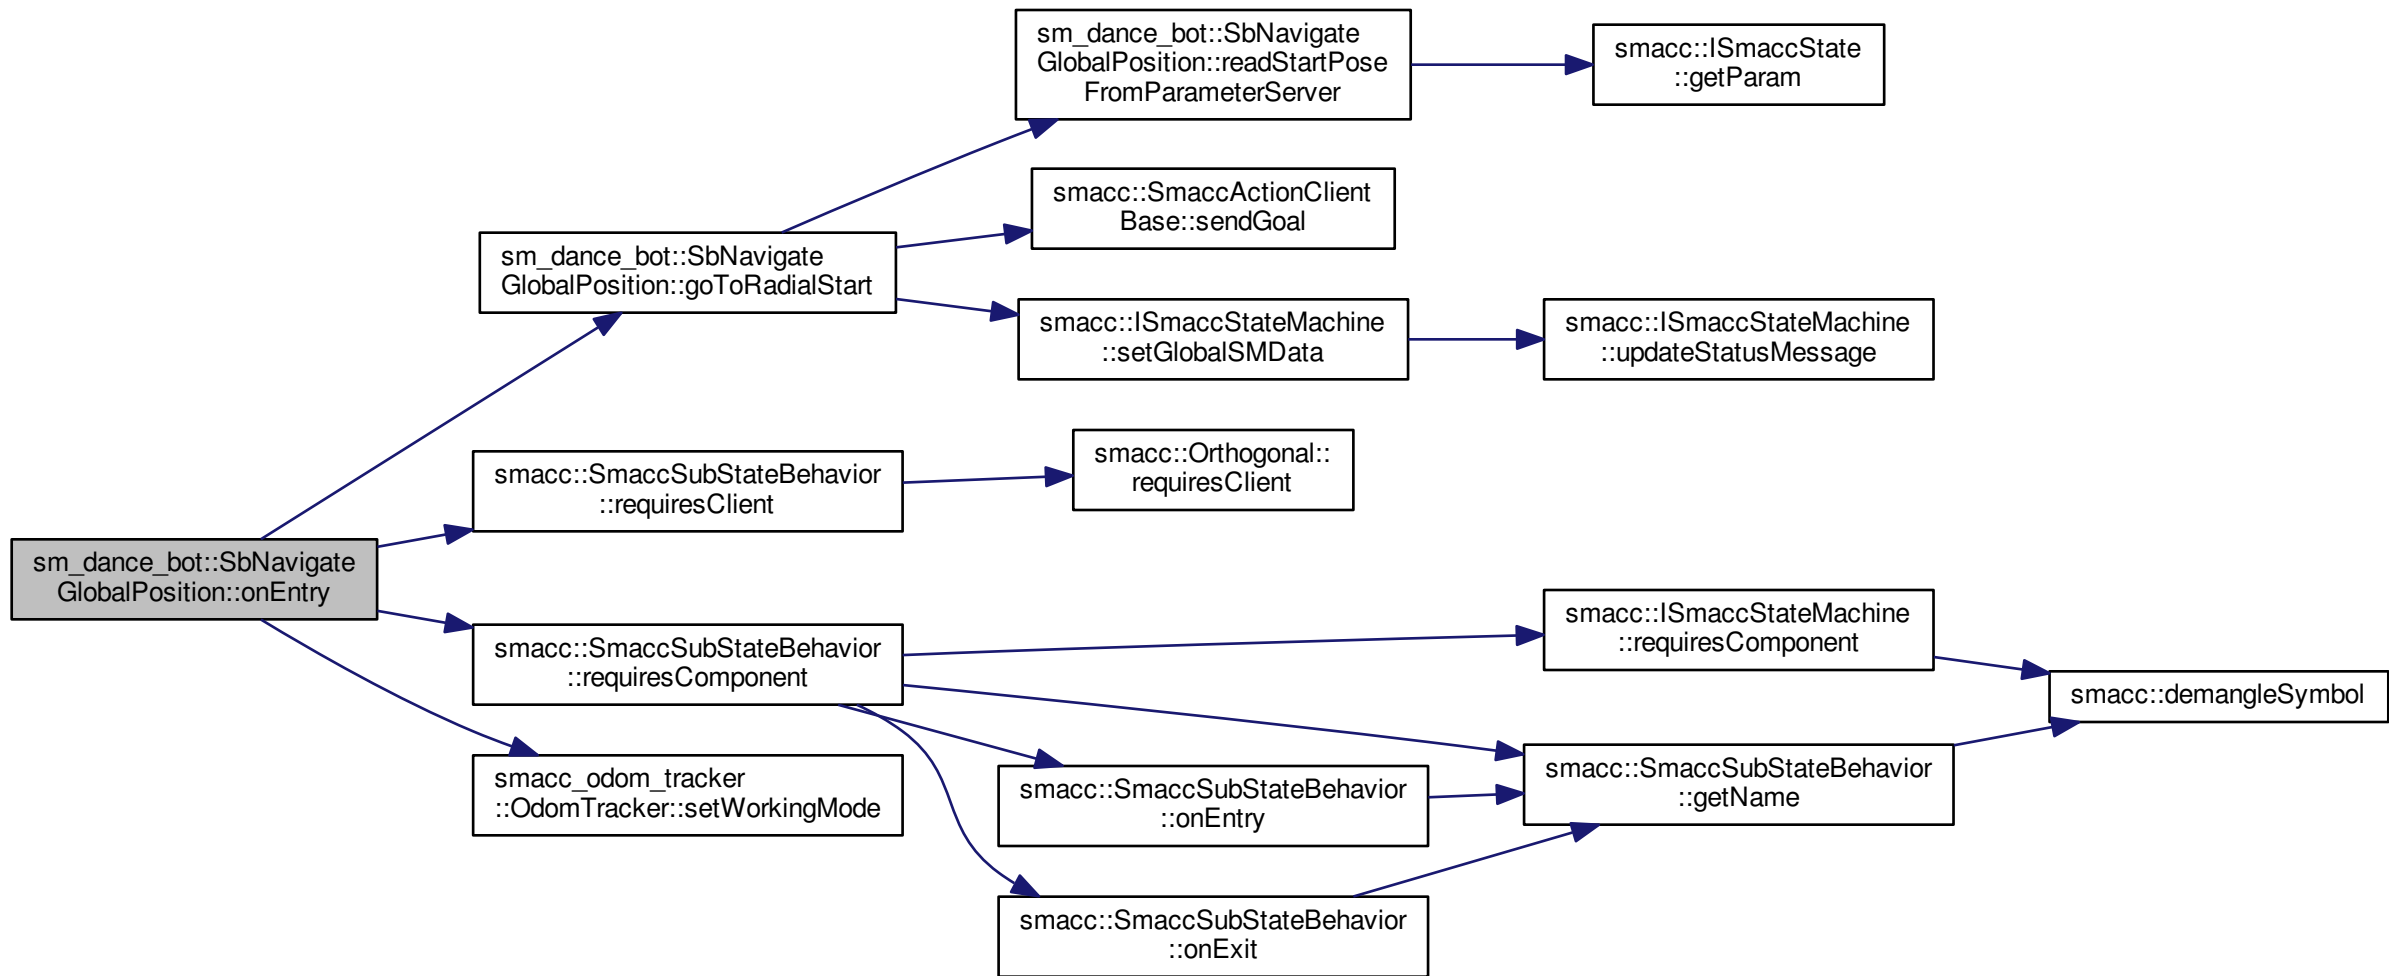 sm_dance_bot::SbNavigate
GlobalPosition::readStartPose
FromParameterServer
smacc::ISmaccState
::getParam
smacc::SmaccActionClient
Base::sendGoal
sm_dance_bot::SbNavigate
GlobalPosition::goToRadialStart
smacc::ISmaccStateMachine
::setGlobalSMData
smacc::ISmaccStateMachine
::updateStatusMessage
smacc::SmaccSubStateBehavior
::requiresClient
smacc::Orthogonal::
requiresClient
sm_dance_bot::SbNavigate
GlobalPosition::onEntry
smacc::SmaccSubStateBehavior
::requiresComponent
smacc::ISmaccStateMachine
::requiresComponent
smacc::demangleSymbol
smacc_odom_tracker
::OdomTracker::setWorkingMode
smacc::SmaccSubStateBehavior
::onEntry
smacc::SmaccSubStateBehavior
::getName
smacc::SmaccSubStateBehavior
::onExit